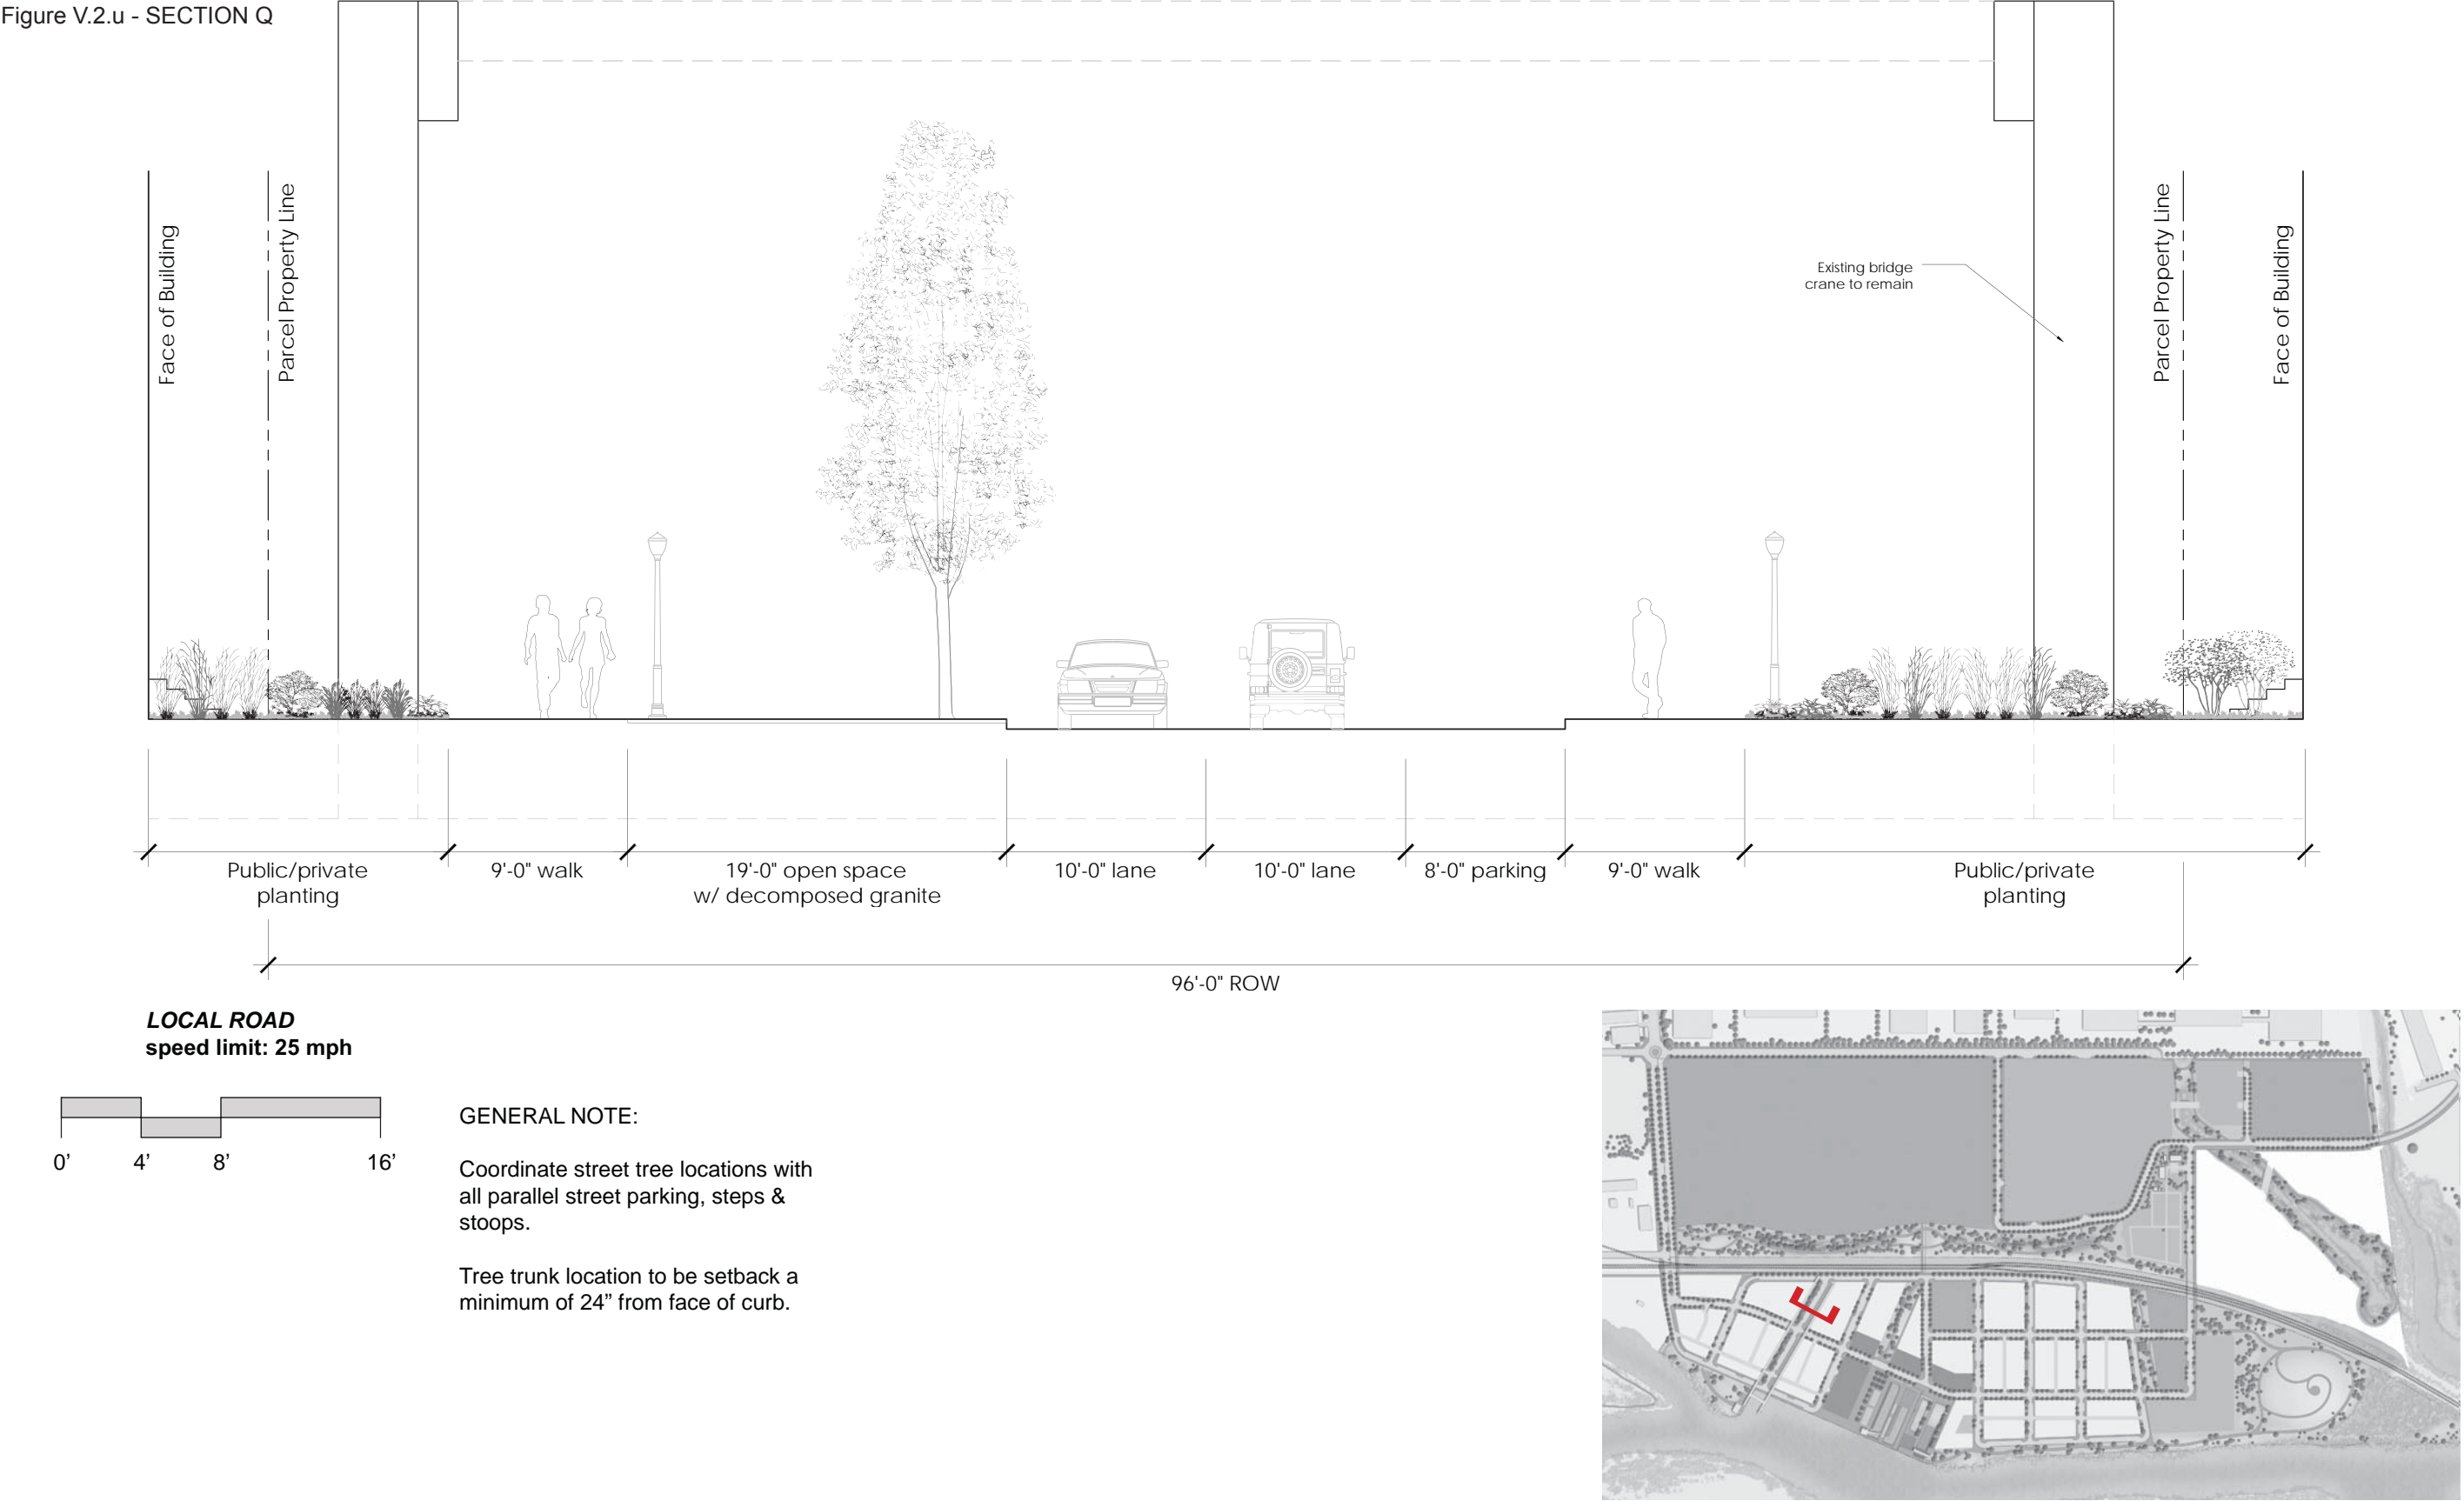 Figure V.2.u - SECTION Q
Face of Building
Parcel Property Line
Existing bridge
crane to remain
Parcel Property Line
Face of Building
Public/private
planting
9'-0" walk
19'-0" open space
w/ decomposed granite
10'-0" lane
10'-0" lane
8'-0" parking
9'-0" walk
Public/private
planting
96'-0" ROW
LOCAL ROAD
speed limit: 25 mph
0’ 4’ 8’ 16’
GENERAL NOTE:
Coordinate street tree locations with
all parallel street parking, steps &
stoops.
Tree trunk location to be setback a
minimum of 24” from face of curb.